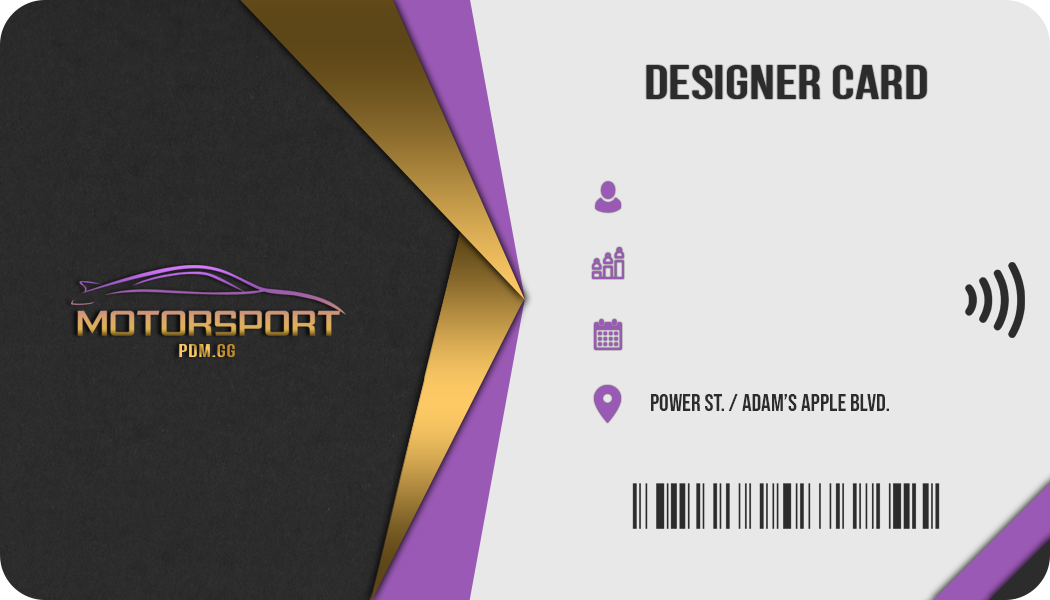 DESIGNER CARD
MOTORSPORT
PDM.GG
POWER ST. / ADAM'S APPLE BLVD.